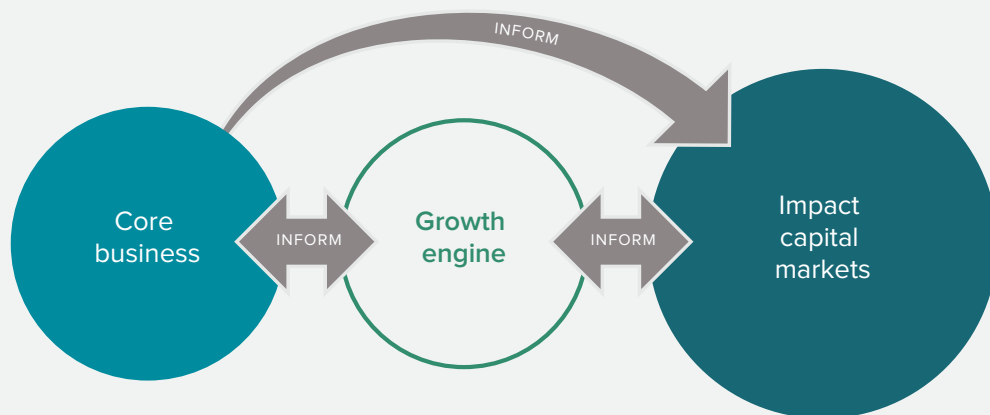 INFORM
Core
business
INFORM
Growth
engine
INFORM
Impact
capital
markets